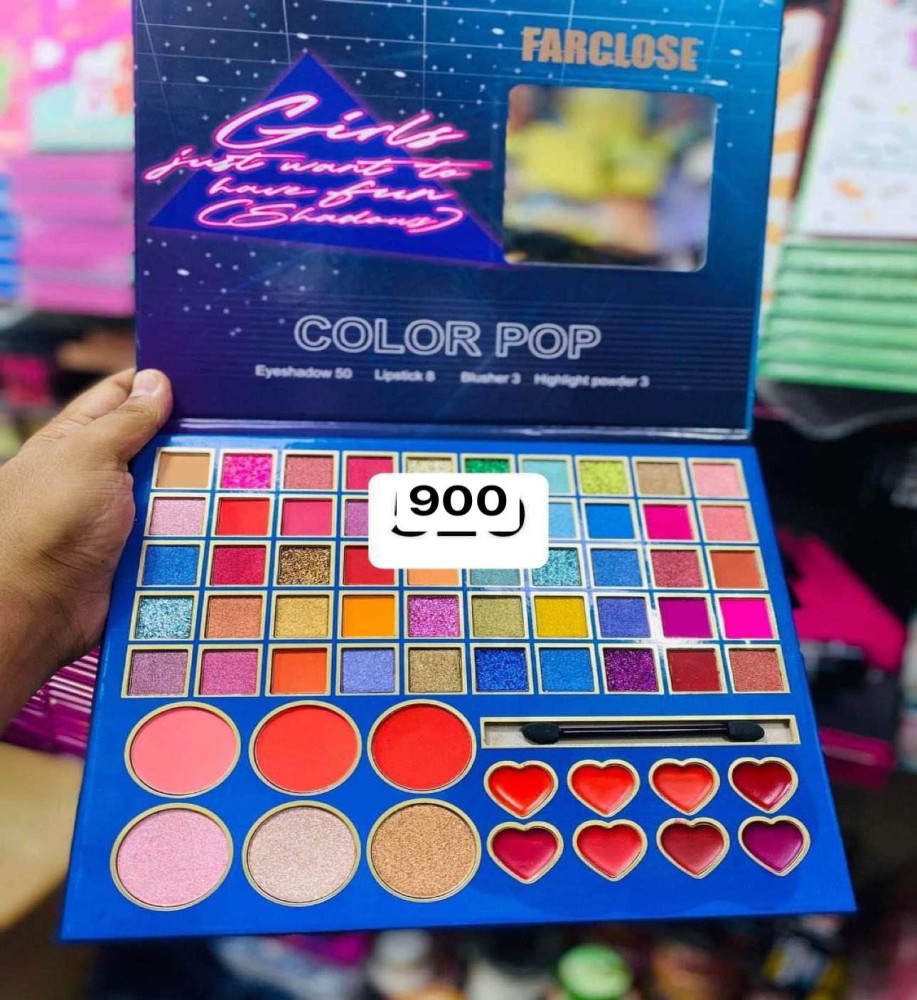 FARCLOSE
Girls
just want to
have fun
(Shadows)
COLOR POP
Eyeshadow 50 Lipstick 8 Blusher 3 Highlight powder 3
900